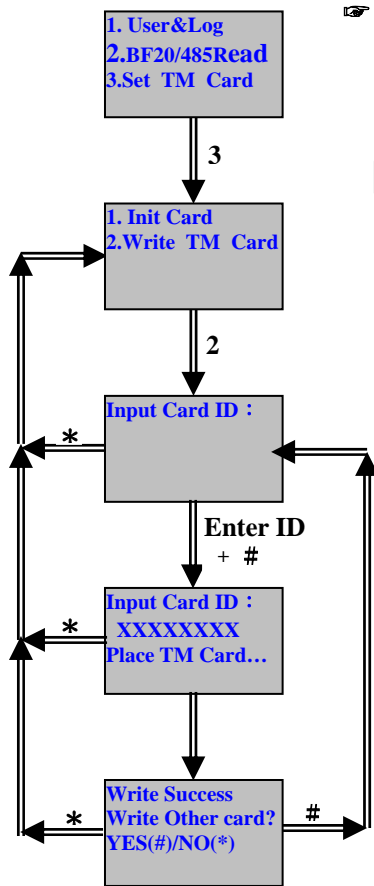 1. User&Log
2.BF20/485Read
3.Set TM Card
3
1. Init Card
2.Write TM Card
2
Input Card ID：
*
Enter ID
+ #
Input Card ID：
XXXXXXXX
Place TM Card...
*
Write Success
Write Other card?
YES(#)/NO(*)
*
#